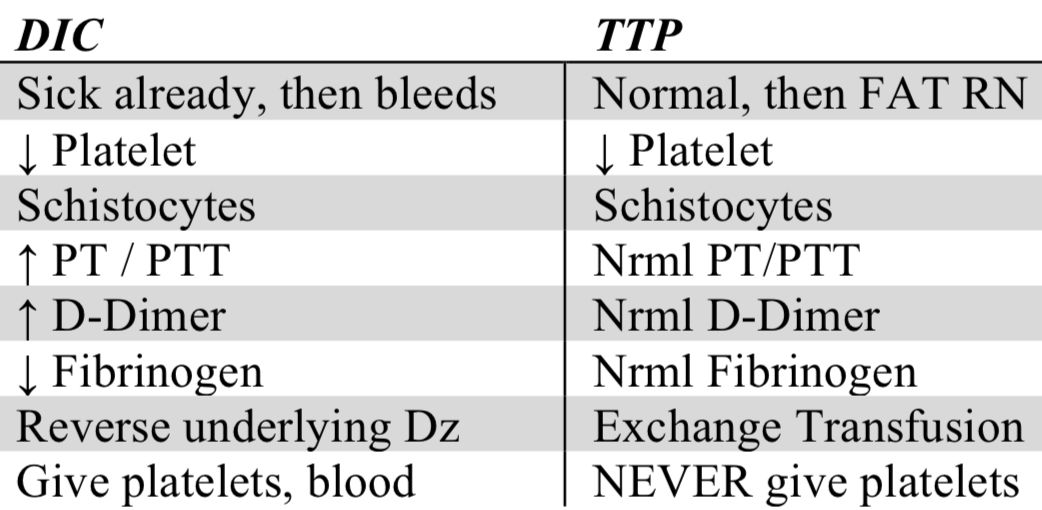 DIC TTP
Sick already, then bleeds Normal, then FAT RN
↓ Platelet ↓ Platelet
Schistocytes Schistocytes
↑ PT / PTT Nrml PT/PTT
↑ D-Dimer Nrml D-Dimer
↓ Fibrinogen Nrml Fibrinogen
Reverse underlying Dz Exchange Transfusion
Give platelets, blood NEVER give platelets